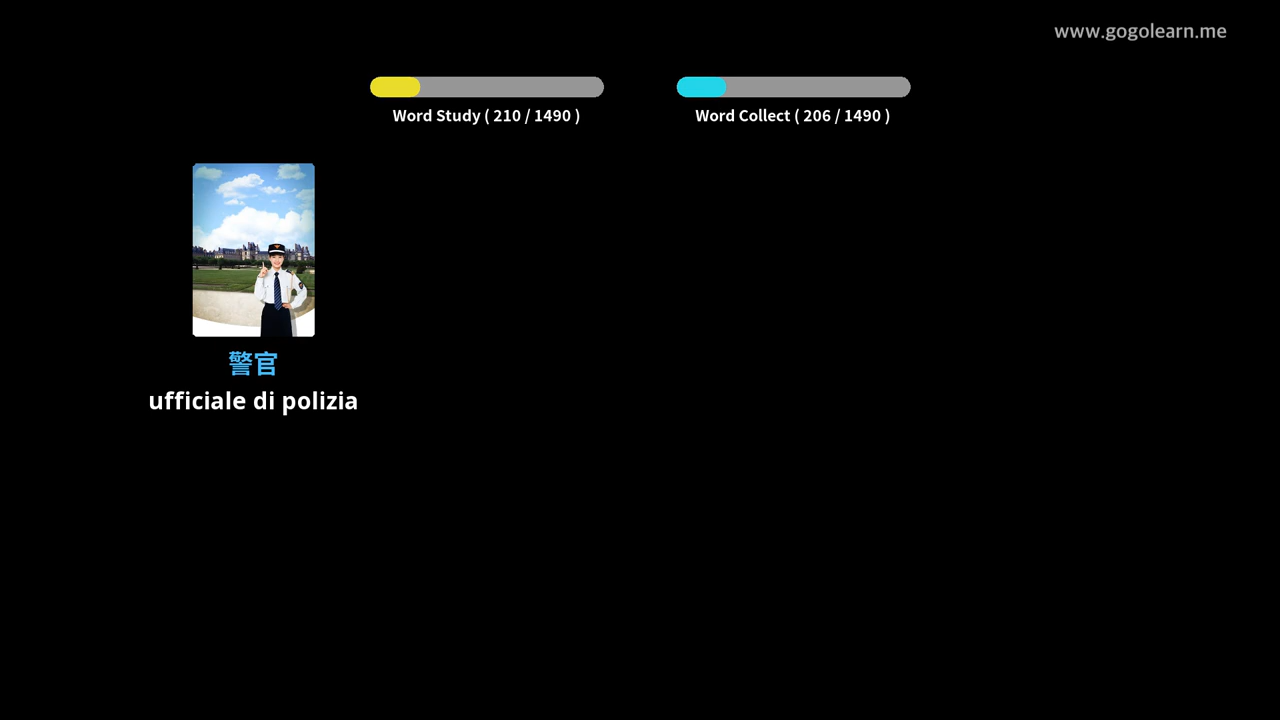 www.gogolearn.me
Word Study ( 210 / 1490 )
Word Collect ( 206 / 1490 )
警官
ufficiale di polizia